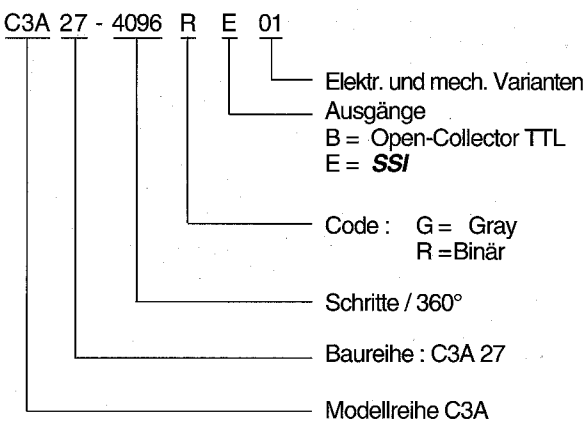 C3A 27 - 4096 R E 01
Elektr. und mech. Varianten
Ausgänge
B = Open-Collector TTL
E = SSI
Code : G = Gray
R =Binär
Schritte / 360°
Baureihe : C3A 27
Modellreihe C3A